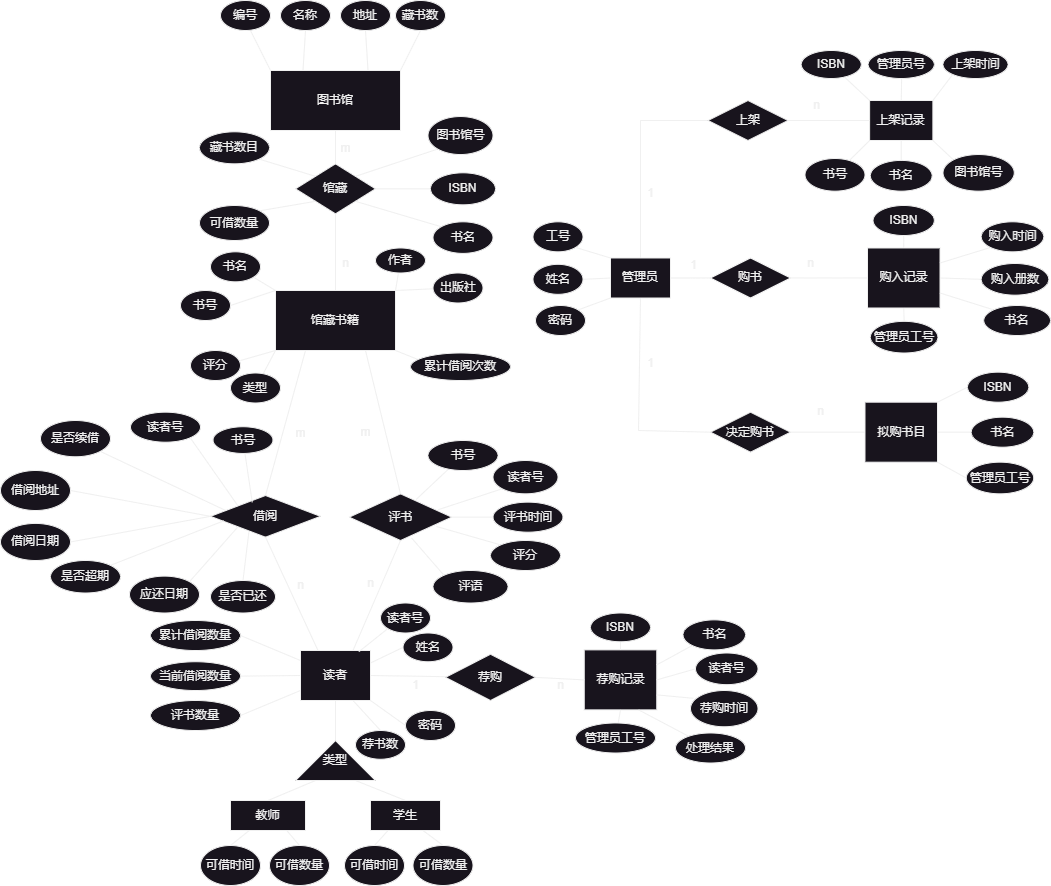 编号
名称
地址
藏书数
图书馆
藏书数目
m
图书馆号
馆藏
ISBN
可借数量
书名
n
书名
作者
书号
出版社
馆藏书籍
评分
类型
累计借阅次数
读者号
是否续借
书号
m
m
借阅地址
借阅
借阅日期
是否超期
应还日期
是否已还
n
书号
读者号
评书
评书时间
评分
评语
n
累计借阅数量
当前借阅数量
评书数量
读者
读者号
姓名
密码
荐书数
类型
教师
学生
可借时间
可借数量
可借时间
可借数量
1
荐购
n
ISBN
书名
荐购记录
读者号
荐购时间
管理员工号
处理结果
工号
姓名
密码
管理员
1
上架
n
ISBN
管理员号
上架时间
上架记录
书号
书名
图书馆号
1
购书
n
ISBN
购入时间
购入记录
购入册数
书名
管理员工号
1
决定购书
n
ISBN
拟购书目
书名
管理员工号